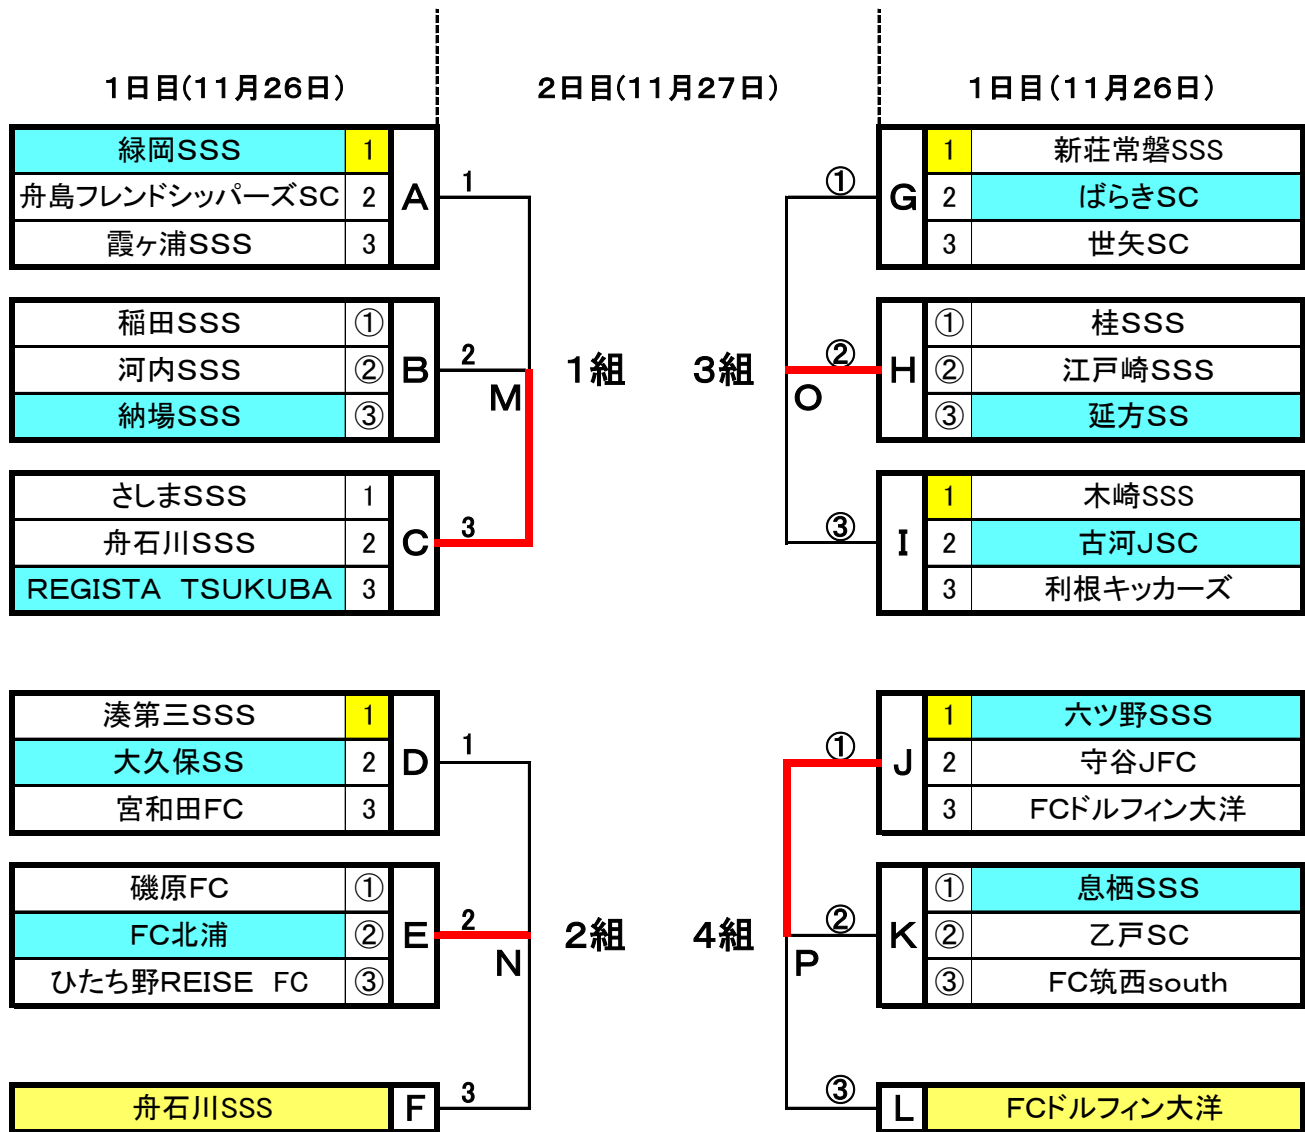 1日目(11月26日)
2日目(11月27日)
1日目(11月26日)
緑岡SSS 1
舟島フレンドシッパーズSC 2
霞ヶ浦SSS 3
A
1
稲田SSS ①
河内SSS ②
納場SSS ③
B
2
M
1組
さしまSSS 1
舟石川SSS 2
REGISTA TSUKUBA 3
C
3
①
G
1 新荘常磐SSS
2 ばらきSC
3 世矢SC
3組
②
O
H
① 桂SSS
② 江戸崎SSS
③ 延方SS
③
I
1 木崎SSS
2 古河JSC
3 利根キッカーズ
湊第三SSS 1
大久保SS 2
宮和田FC 3
D
1
磯原FC ①
FC北浦 ②
ひたち野REISE FC ③
E
2
N
2組
舟石川SSS F
3
①
J
1 六ツ野SSS
2 守谷JFC
3 FCドルフィン大洋
4組
②
P
K
① 息栖SSS
② 乙戸SC
③ FC筑西south
③
L FCドルフィン大洋